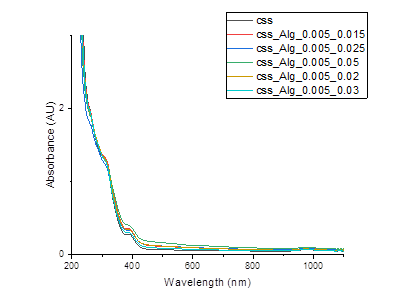 css
css_Alg_0.005_0.015
css_Alg_0.005_0.025
css_Alg_0.005_0.05
css_Alg_0.005_0.02
css_Alg_0.005_0.03
Absorbance (AU)
2
0
200 400 600 800 1000
Wavelength (nm)